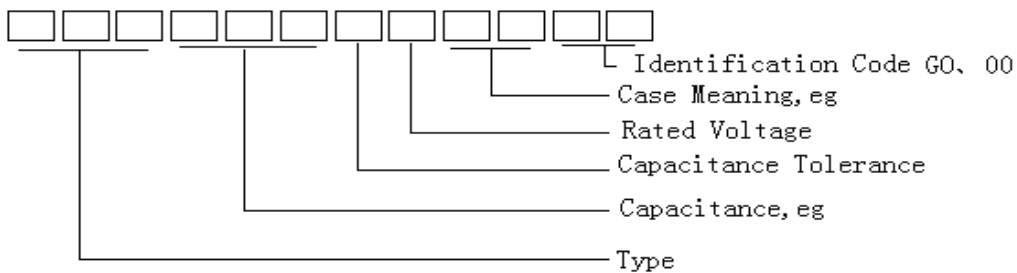 Identification Code GO、00
Case Meaning,eg
Rated Voltage
Capacitance Tolerance
Capacitance,eg
Type